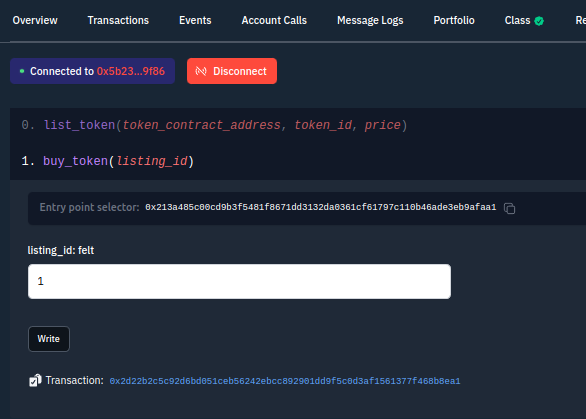 Overview Transactions Events Account Calls Message Logs Portfolio Class Re
Connected to 0x5b23...9f86 Disconnect
0. list_token(token_contract_address, token_id, price)
1. buy_token(listing_id)
Entry point selector: 0x213a485c00cd9b3f5481f8671dd3132da0361cf61797c110b46ade3eb9afaa1
listing_id: felt
1
Write
Transaction: 0x2d22b2c5c92d6bd051ceb56242ebcc892901dd9f5c0d3af1561377f468b8ea1